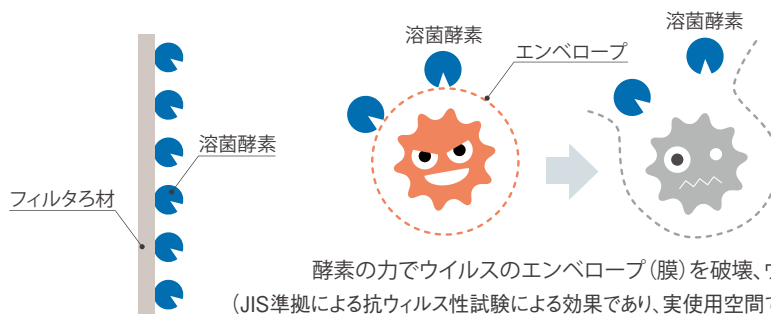 溶菌酵素
溶菌酵素
エンベロープ
溶菌酵素
フィルタろ材
酵素の力でウイルスのエンベロープ(膜)を破壊、
(JIS準拠による抗ウィルス性試験による効果であり、実使用空間で